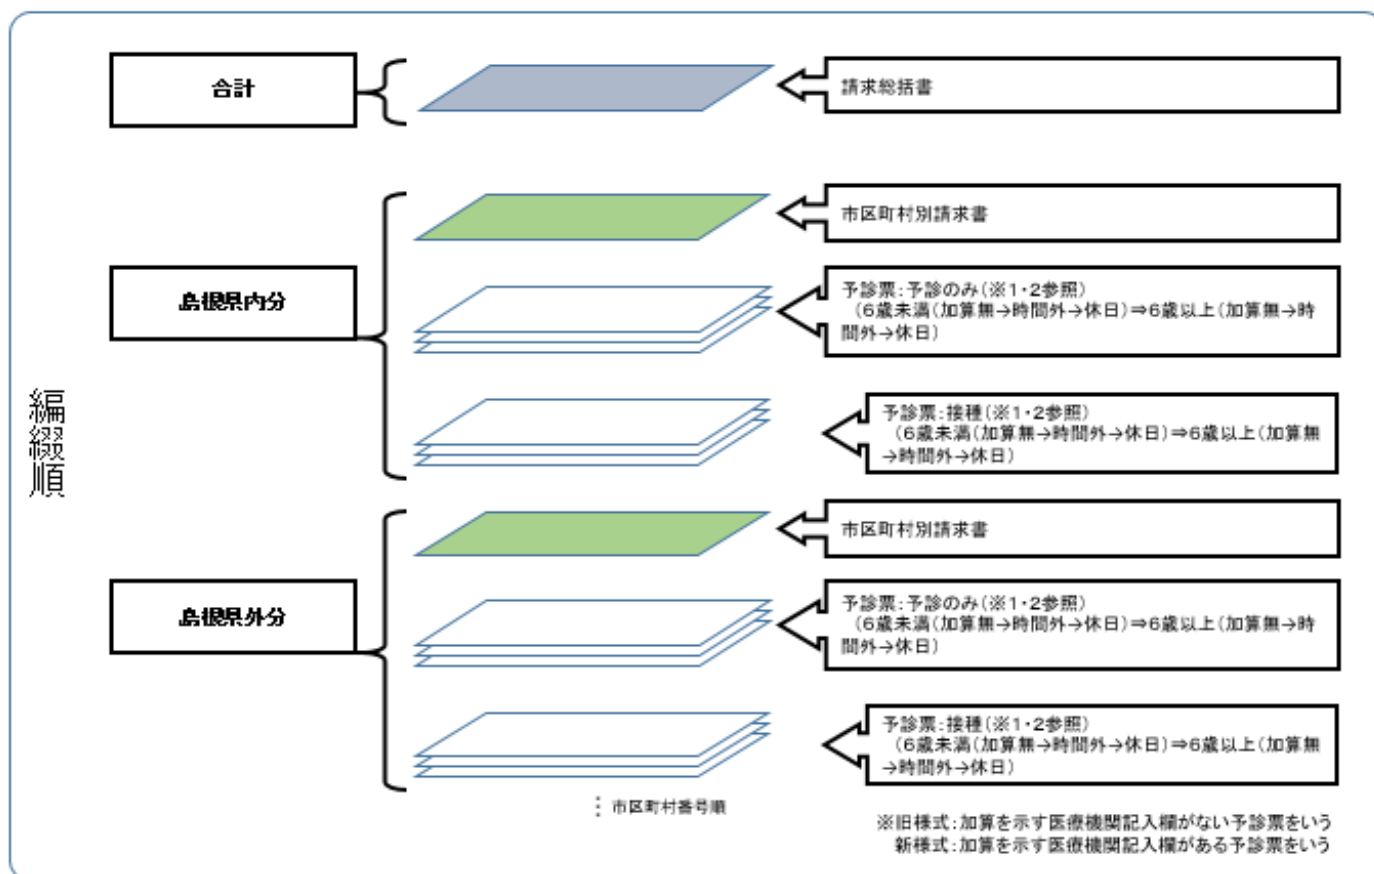 編綴順
合計
請求総括書
島根県内分
市区町村別請求書
予診票:予診のみ(※1・2参照)
(6歳未満(加算無→時間外→休日)⇒6歳以上(加算無→時
間外→休日)
予診票:接種(※1・2参照)
(6歳未満(加算無→時間外→休日)⇒6歳以上(加算無
→時間外→休日)
島根県外分
市区町村別請求書
予診票:予診のみ(※1・2参照)
(6歳未満(加算無→時間外→休日)⇒6歳以上(加算無→時
間外→休日)
予診票:接種(※1・2参照)
(6歳未満(加算無→時間外→休日)⇒6歳以上(加算無
→時間外→休日)
⋮ 市区町村番号順
※旧様式:加算を示す医療機関記入欄がない予診票をいう
新様式:加算を示す医療機関記入欄がある予診票をいう